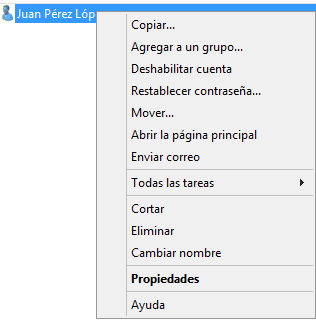 Juan Pérez Lóp
Copiar...
Agregar a un grupo...
Deshabilitar cuenta
Restablecer contraseña...
Mover...
Abrir la página principal
Enviar correo
Todas las tareas
Cortar
Eliminar
Cambiar nombre
Propiedades
Ayuda